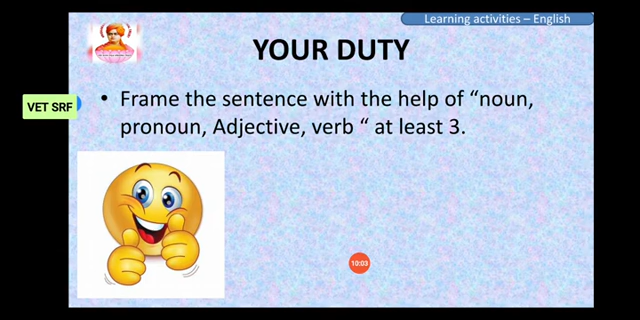 Learning activities – English
YOUR DUTY
VET SRF
• Frame the sentence with the help of “noun,
pronoun, Adjective, verb “ at least 3.
10:03